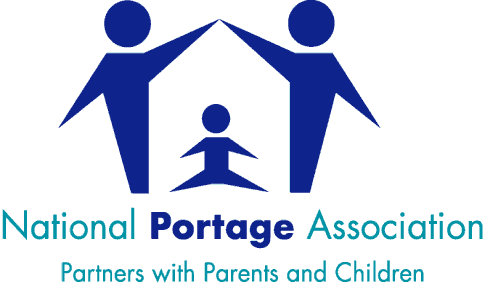 National Portage Association
Partners with Parents and Children